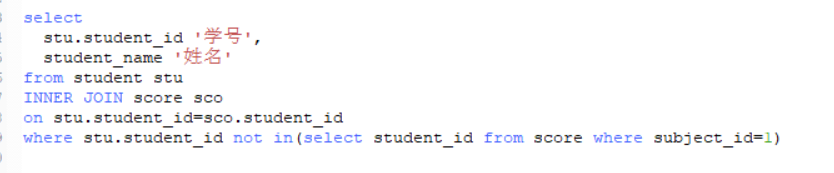 select
stu.student_id '学号',
student_name '姓名'
from student stu
INNER JOIN score sco
on stu.student_id=sco.student_id
where stu.student_id not in(select student_id from score where subject_id=1)